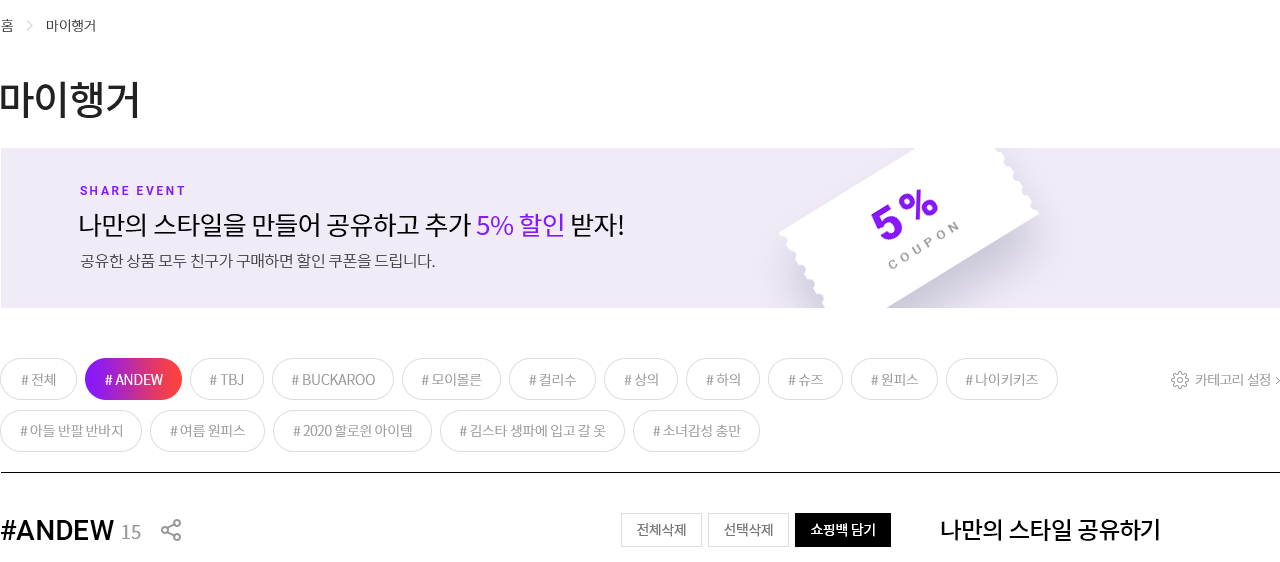 홈 > 마이행거
마이행거
SHARE EVENT
나만의 스타일을 만들어 공유하고 추가 5% 할인 받자!
공유한 상품 모두 친구가 구매하면 할인 쿠폰을 드립니다.
5%
COUPON
# 전체 # ANDEW # TBJ # BUCKAROO # 모이몰른 # 컬리수 # 상의 # 하의 # 슈즈 # 원피스 # 나이키키즈 카테고리 설정 >
# 아들 반팔 반바지 # 여름 원피스 # 2020 할로윈 아이템 # 김스타 생파에 입고 갈 옷 # 소녀감성 충만
#ANDEW 15 전체삭제 선택삭제 쇼핑백 담기 나만의 스타일 공유하기